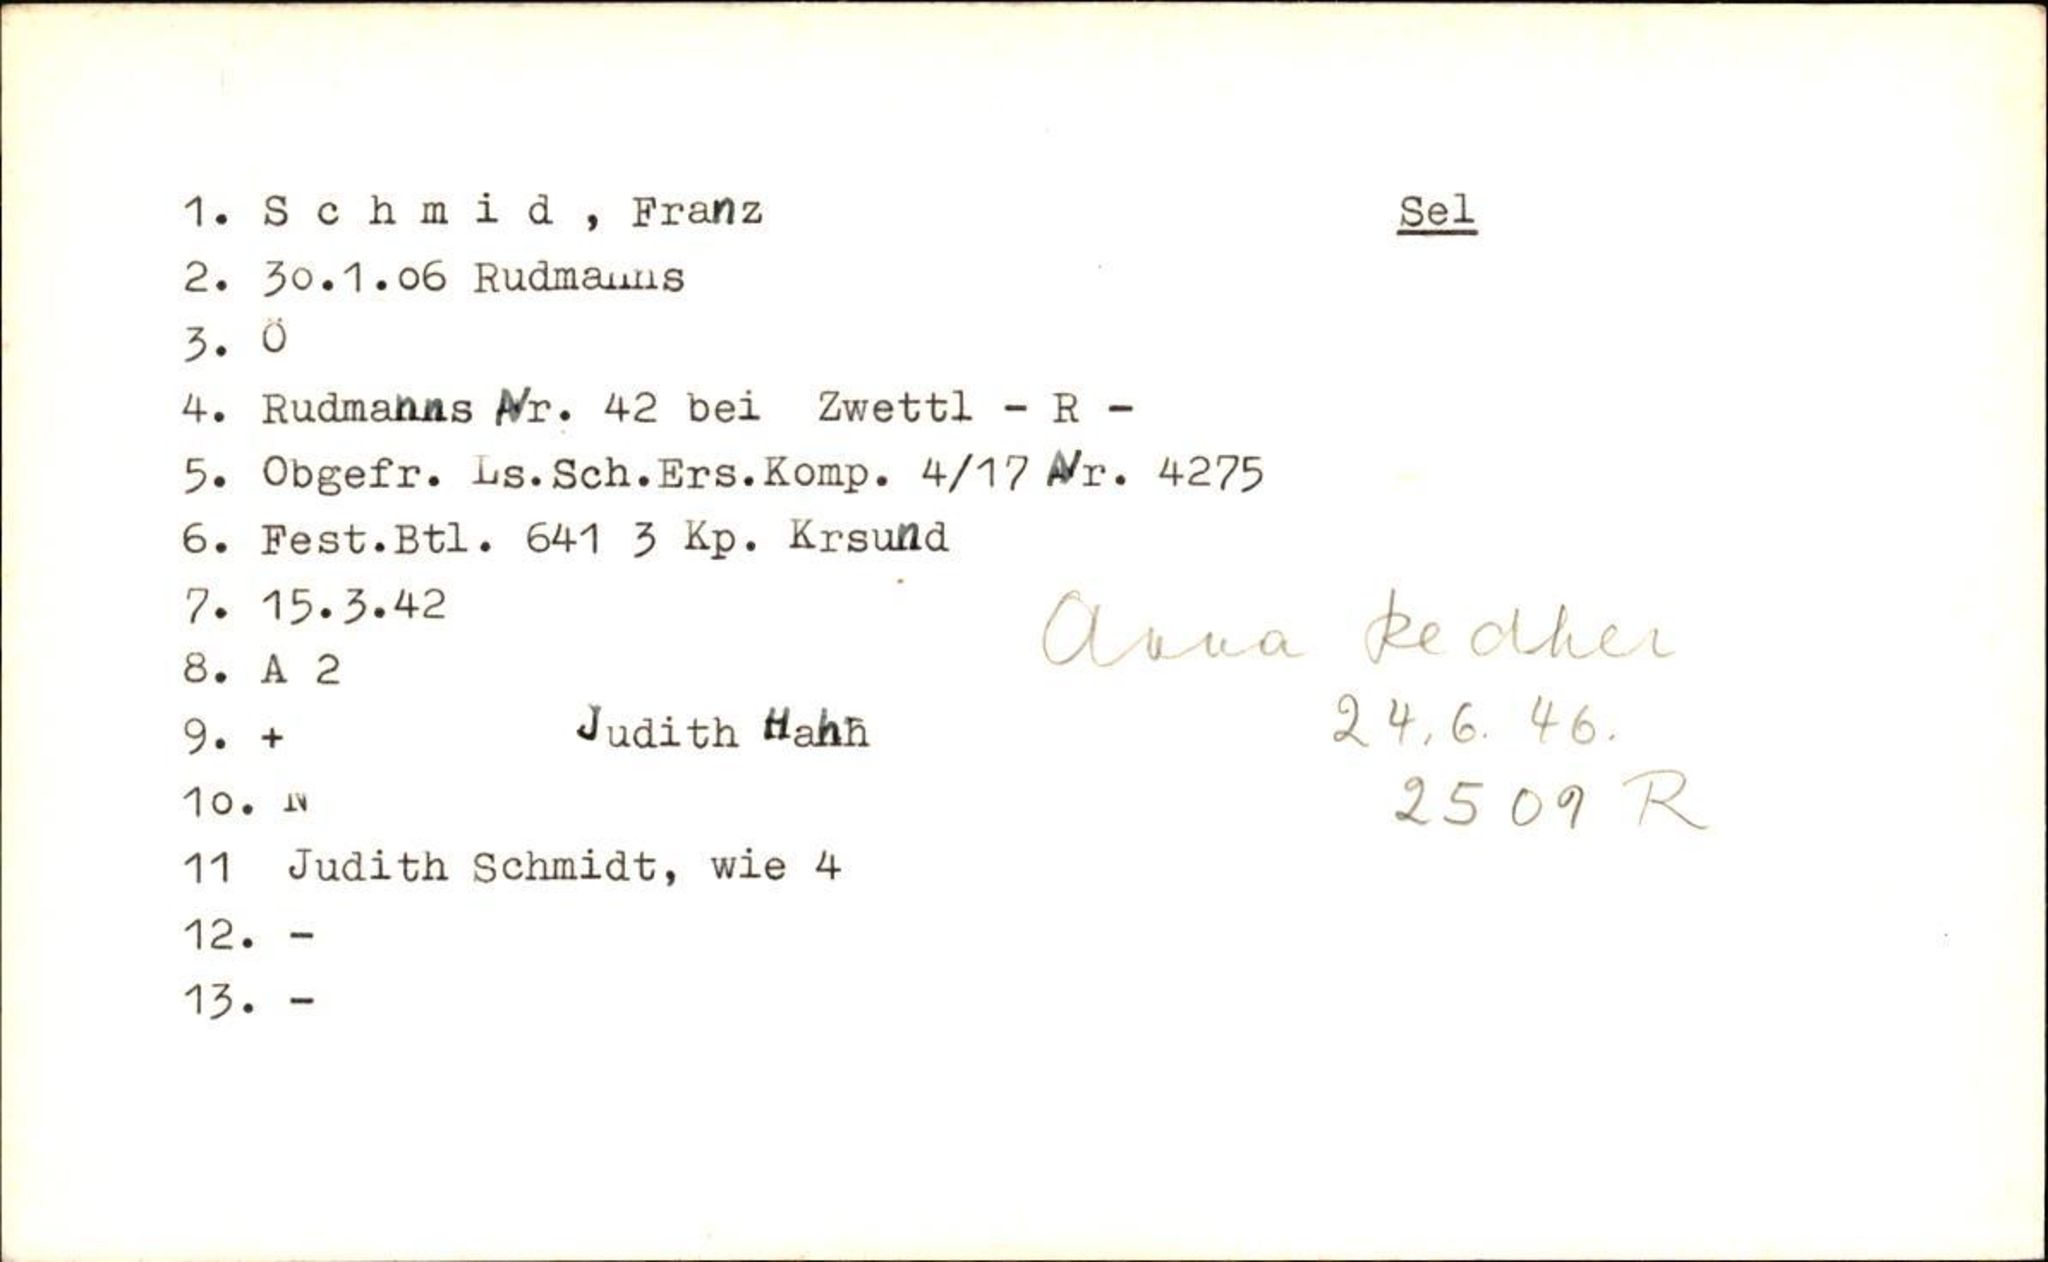 1. S c h m i d , Franz Sel
2. 30.1.06 Rudmanns
3. Ö
4. Rudmanns Nr. 42 bei Zwettl - R -
5. Obgefr. Ls.Sch.Ers.Komp. 4/17 Nr. 4275
6. Fest.Btl. 641 3 Kp. Krsund
7. 15.3.42
8. A 2
9. + Judith Hahn
10. N
11 Judith Schmidt, wie 4
12. -
13. -
Anna
24.6.46.
2509 R